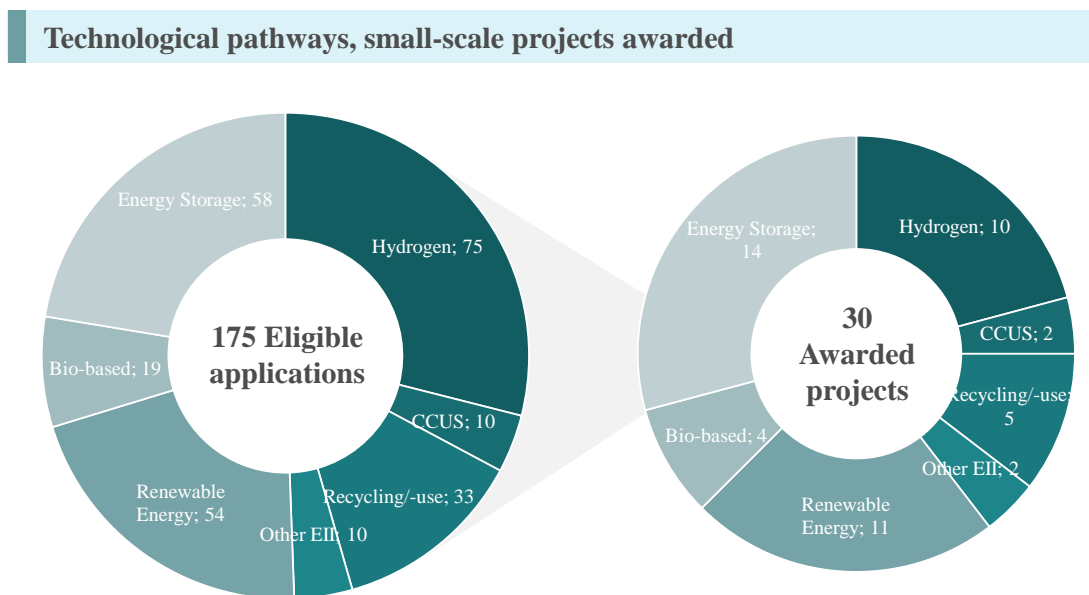 Technological pathways, small-scale projects awarded
Energy Storage; 58
Hydrogen; 75
Bio-based; 19
175 Eligible
applications
CCUS; 10
Renewable
Energy; 54
Recycling/-use; 33
Other EII; 10
Energy Storage;
14
Hydrogen; 10
30
Awarded
projects
CCUS; 2
Recycling/-use;
5
Bio-based; 4
Other EII; 2
Renewable
Energy; 11